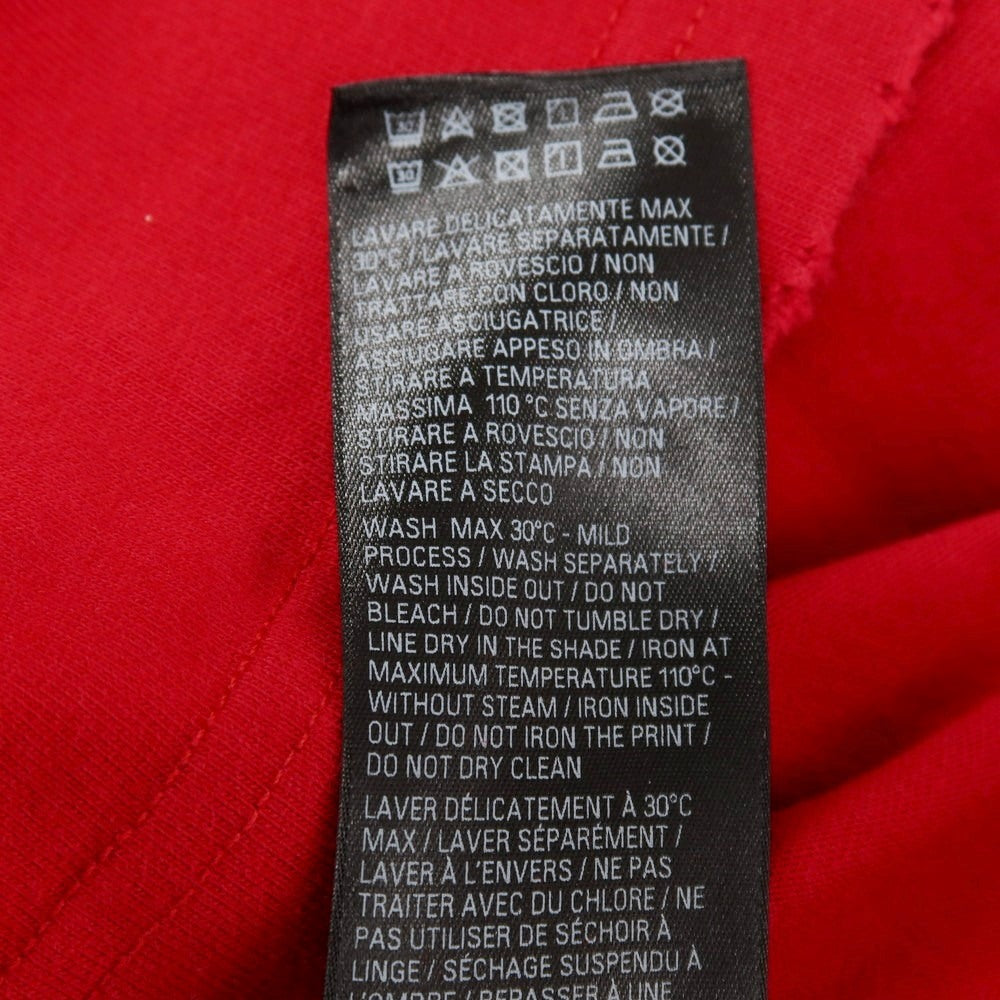 LAVARE DELICATAMENTE MAX
30°C / LAVARE SEPARATAMENTE /
LAVARE A ROVESCIO / NON
TRATTARE CON CLORO / NON
USARE ASCIUGATRICE /
ASCIUGARE APPESO IN OMBRA /
STIRARE A TEMPERATURA
MASSIMA 110 °C SENZA VAPORE /
STIRARE A ROVESCIO / NON
STIRARE LA STAMPA / NON
LAVARE A SECCO
WASH MAX 30°C - MILD
PROCESS / WASH SEPARATELY /
WASH INSIDE OUT / DO NOT
BLEACH / DO NOT TUMBLE DRY /
LINE DRY IN THE SHADE / IRON AT
MAXIMUM TEMPERATURE 110°C -
WITHOUT STEAM / IRON INSIDE
OUT / DO NOT IRON THE PRINT /
DO NOT DRY CLEAN
LAVER DÉLICATEMENT À 30°C
MAX / LAVER SÉPARÉMENT /
LAVER À L'ENVERS / NE PAS
TRAITER AVEC DU CHLORE / NE
PAS UTILISER DE SÉCHOIR À
LINGE / SÉCHAGE SUSPENDU À
L'OMBRE / REPASSER À UNE